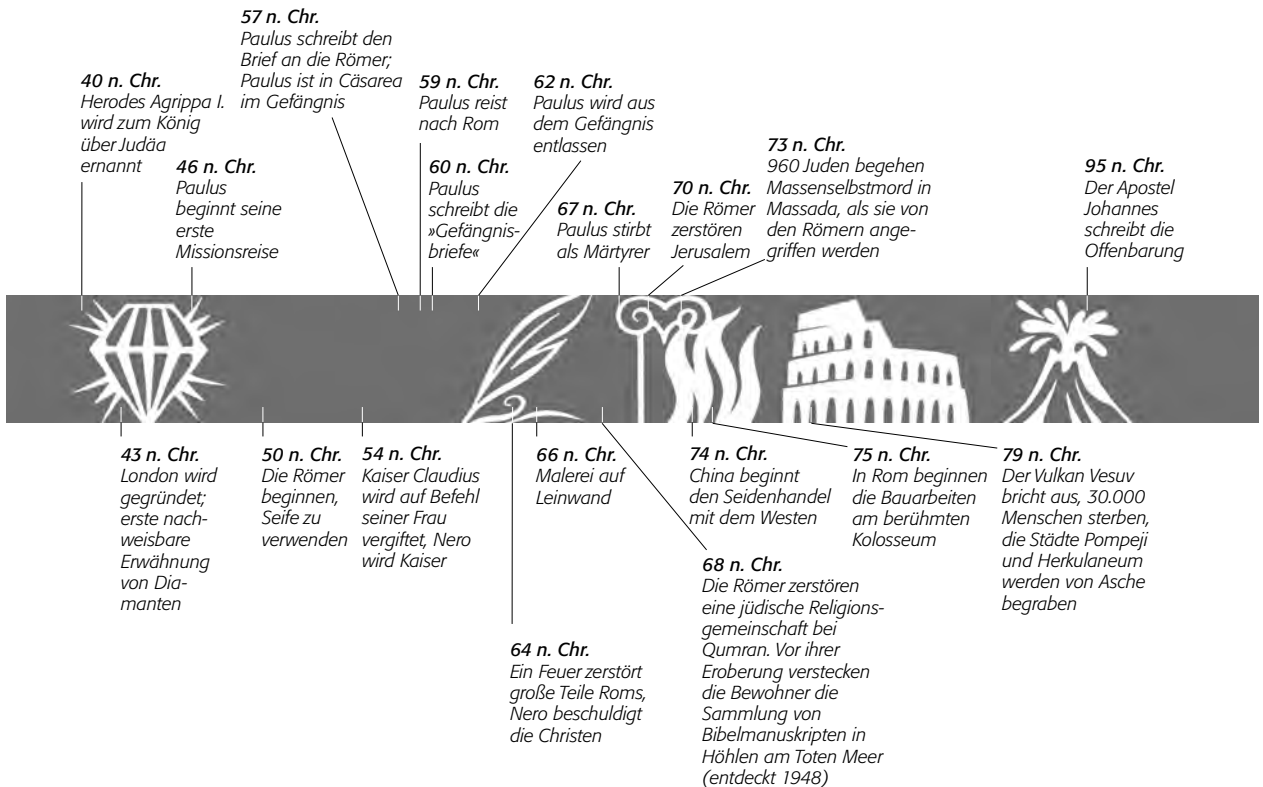 57 n. Chr.
Paulus schreibt den
Brief an die Römer;
Paulus ist in Cäsarea
im Gefängnis
40 n. Chr.
Herodes Agrippa I.
wird zum König
über Judäa
ernannt
59 n. Chr.
Paulus reist
nach Rom
62 n. Chr.
Paulus wird aus
dem Gefängnis
entlassen
46 n. Chr.
Paulus
beginnt seine
erste
Missionsreise
60 n. Chr.
Paulus
schreibt die
»Gefängnis-
briefe«
67 n. Chr.
Paulus stirbt
als Märtyrer
70 n. Chr.
Die Römer
zerstören
Jerusalem
73 n. Chr.
960 Juden begehen
Massenselbstmord in
Massada, als sie von
den Römern ange-
griffen werden
95 n. Chr.
Der Apostel
Johannes
schreibt die
Offenbarung
43 n. Chr.
London wird
gegründet;
erste nach-
weisbare
Erwähnung
von Dia-
manten
50 n. Chr.
Die Römer
beginnen,
Seife zu
verwenden
54 n. Chr.
Kaiser Claudius
wird auf Befehl
seiner Frau
vergiftet, Nero
wird Kaiser
64 n. Chr.
Ein Feuer zerstört
große Teile Roms,
Nero beschuldigt
die Christen
66 n. Chr.
Malerei auf
Leinwand
68 n. Chr.
Die Römer zerstören
eine jüdische Religions-
gemeinschaft bei
Qumran. Vor ihrer
Eroberung verstecken
die Bewohner die
Sammlung von
Bibelmanuskripten in
Höhlen am Toten Meer
(entdeckt 1948)
74 n. Chr.
China beginnt
den Seidenhandel
mit dem Westen
75 n. Chr.
In Rom beginnen
die Bauarbeiten
am berühmten
Kolosseum
79 n. Chr.
Der Vulkan Vesuv
bricht aus, 30.000
Menschen sterben,
die Städte Pompeji
und Herkulaneum
werden von Asche
begraben